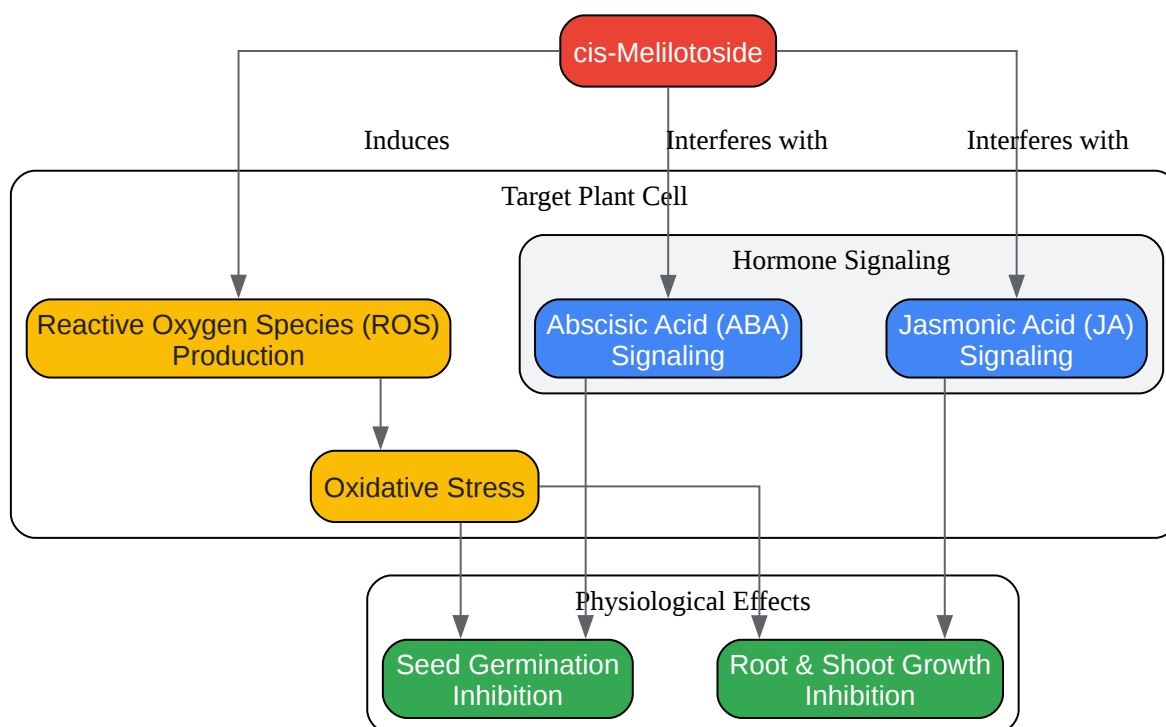 cis-Melilotoside
Induces
Interferes with
Interferes with
Target Plant Cell
Hormone Signaling
Reactive Oxygen Species (ROS)
Production
Abscisic Acid (ABA)
Signaling
Jasmonic Acid (JA)
Signaling
Oxidative Stress
Physiological Effects
Seed Germination
Inhibition
Root & Shoot Growth
Inhibition